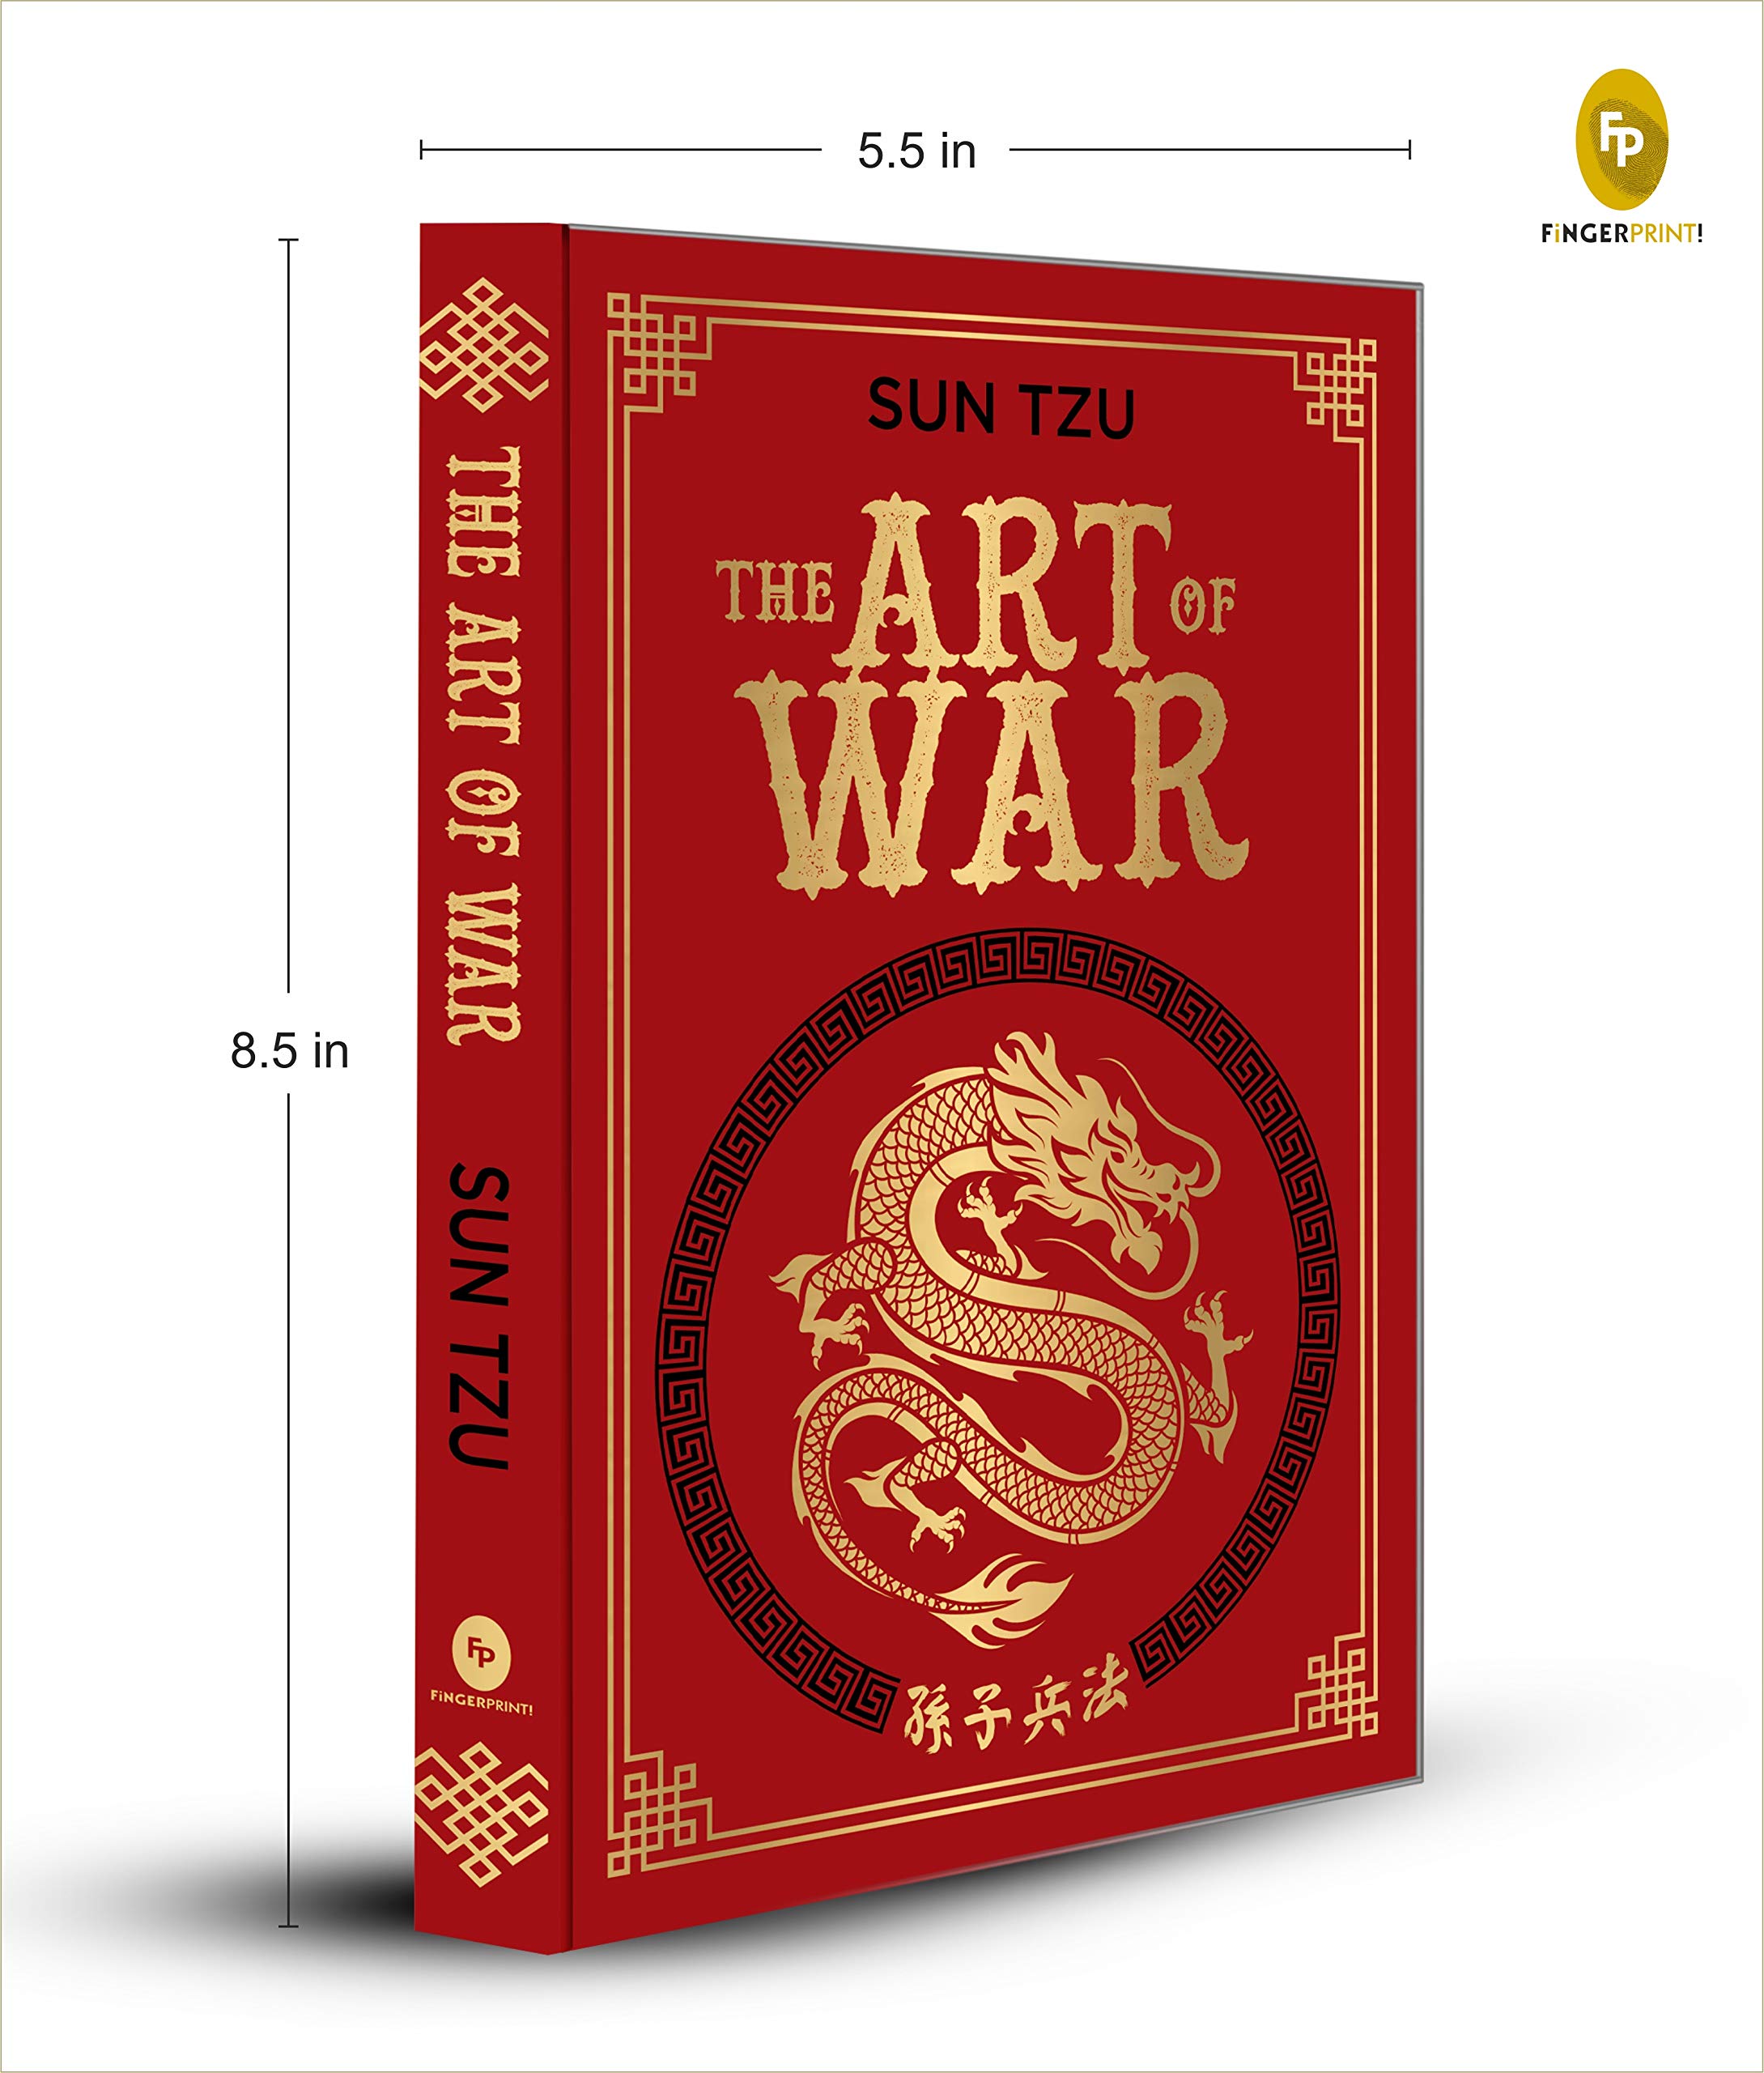 5.5 in
FP
FiNGERPRINT!
8.5 in
THE ART OF WAR
SUN TZU
FP
FiNGERPRINT!
SUN TZU
THE ART OF
WAR
孫子兵法